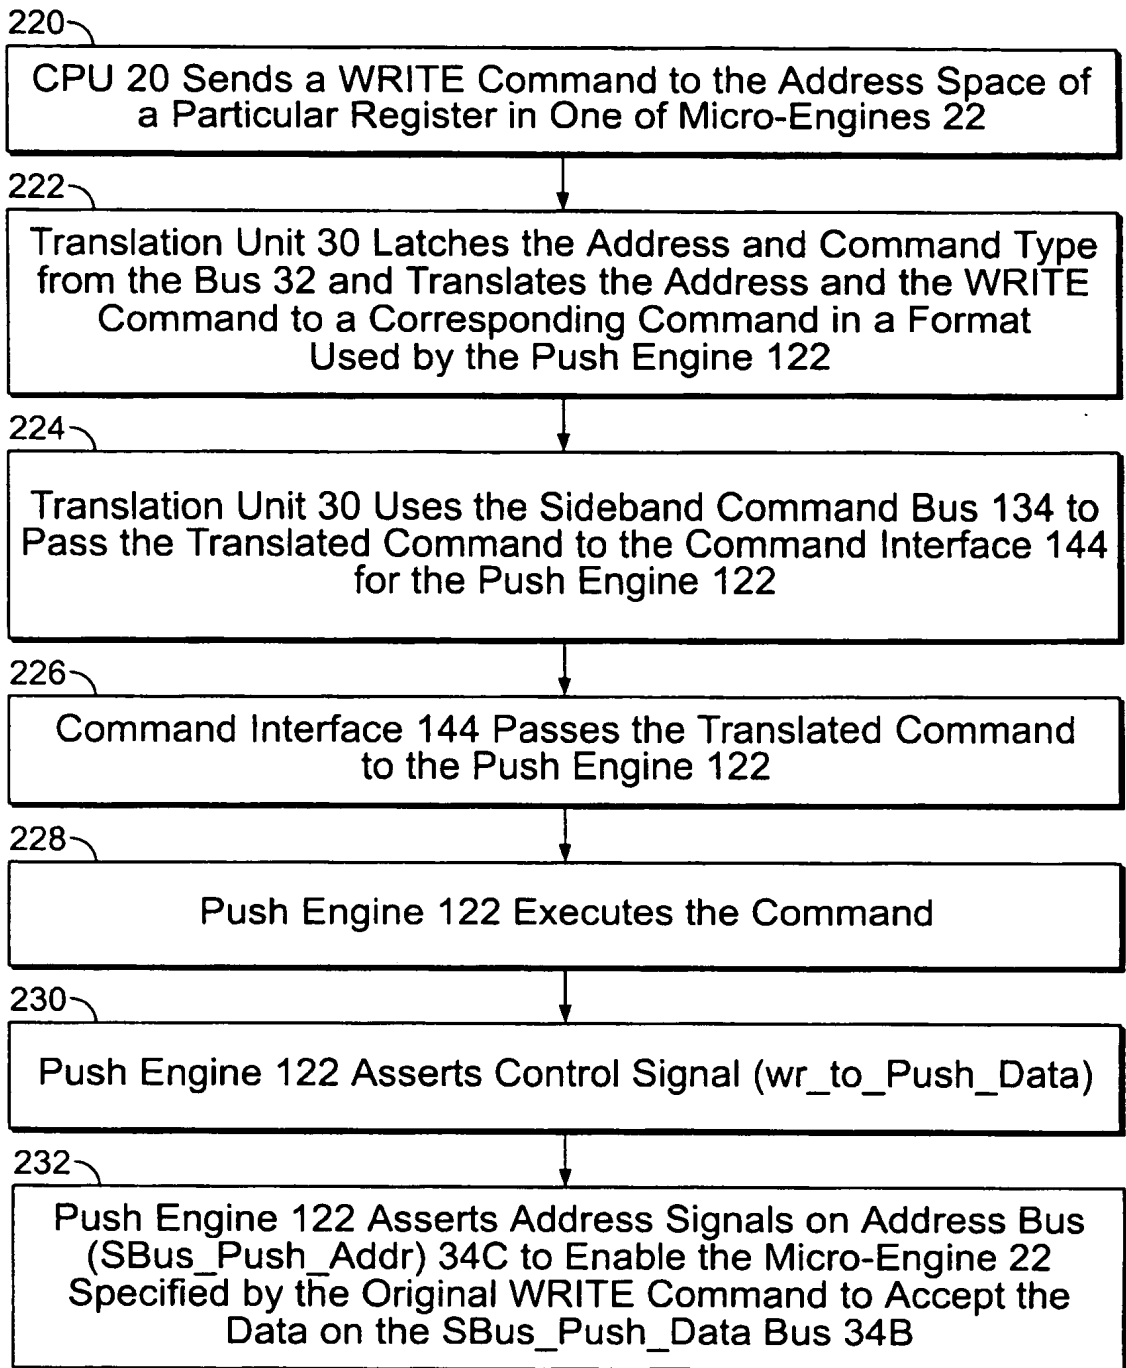 220
CPU 20 Sends a WRITE Command to the Address Space of
a Particular Register in One of Micro-Engines 22
222
Translation Unit 30 Latches the Address and Command Type
from the Bus 32 and Translates the Address and the WRITE
Command to a Corresponding Command in a Format
Used by the Push Engine 122
224
Translation Unit 30 Uses the Sideband Command Bus 134 to
Pass the Translated Command to the Command Interface 144
for the Push Engine 122
226
Command Interface 144 Passes the Translated Command
to the Push Engine 122
228
Push Engine 122 Executes the Command
230
Push Engine 122 Asserts Control Signal (wr_to_Push_Data)
232
Push Engine 122 Asserts Address Signals on Address Bus
(SBus_Push_Addr) 34C to Enable the Micro-Engine 22
Specified by the Original WRITE Command to Accept the
Data on the SBus_Push_Data Bus 34B